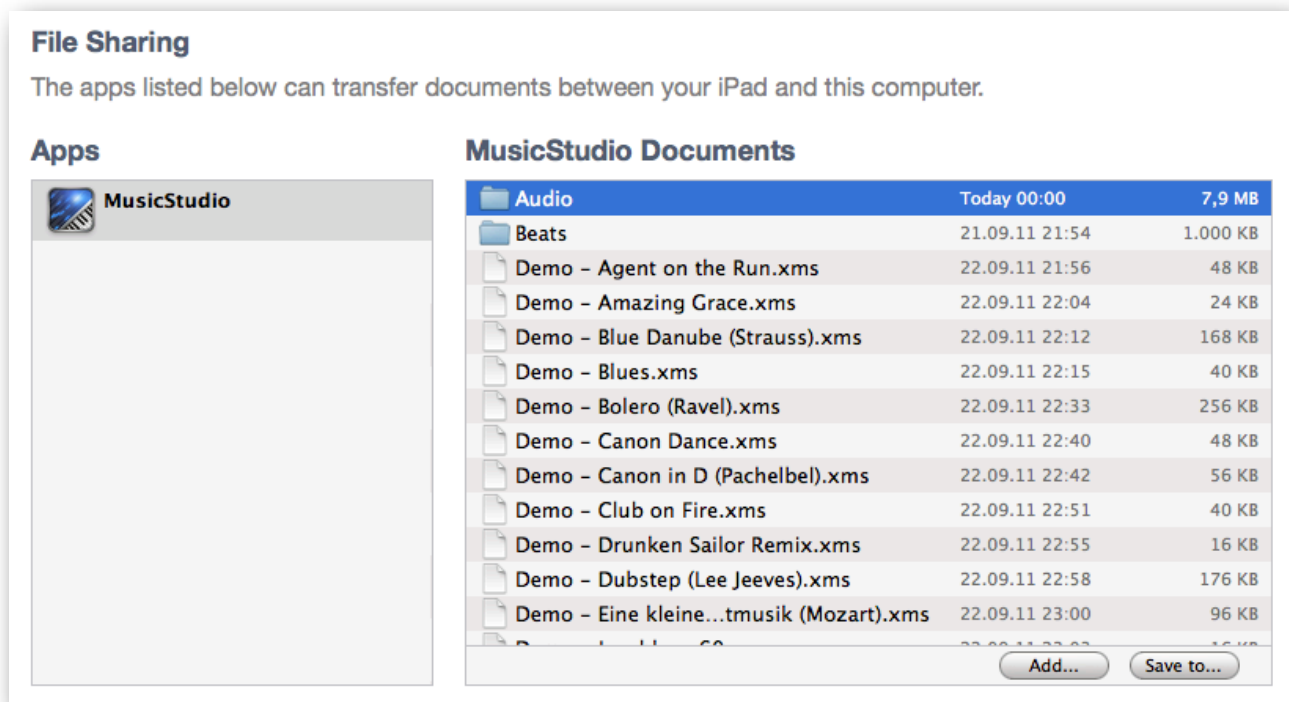 File Sharing
The apps listed below can transfer documents between your iPad and this computer.
Apps
MusicStudio
MusicStudio Documents
Audio Today 00:00 7,9 MB
Beats 21.09.11 21:54 1.000 KB
Demo – Agent on the Run.xms 22.09.11 21:56 48 KB
Demo – Amazing Grace.xms 22.09.11 22:04 24 KB
Demo – Blue Danube (Strauss).xms 22.09.11 22:12 168 KB
Demo – Blues.xms 22.09.11 22:15 40 KB
Demo – Bolero (Ravel).xms 22.09.11 22:33 256 KB
Demo – Canon Dance.xms 22.09.11 22:40 48 KB
Demo – Canon in D (Pachelbel).xms 22.09.11 22:42 56 KB
Demo – Club on Fire.xms 22.09.11 22:51 40 KB
Demo – Drunken Sailor Remix.xms 22.09.11 22:55 16 KB
Demo – Dubstep (Lee Jeeves).xms 22.09.11 22:58 176 KB
Demo – Eine kleine...tmusik (Mozart).xms 22.09.11 23:00 96 KB
Add... Save to...